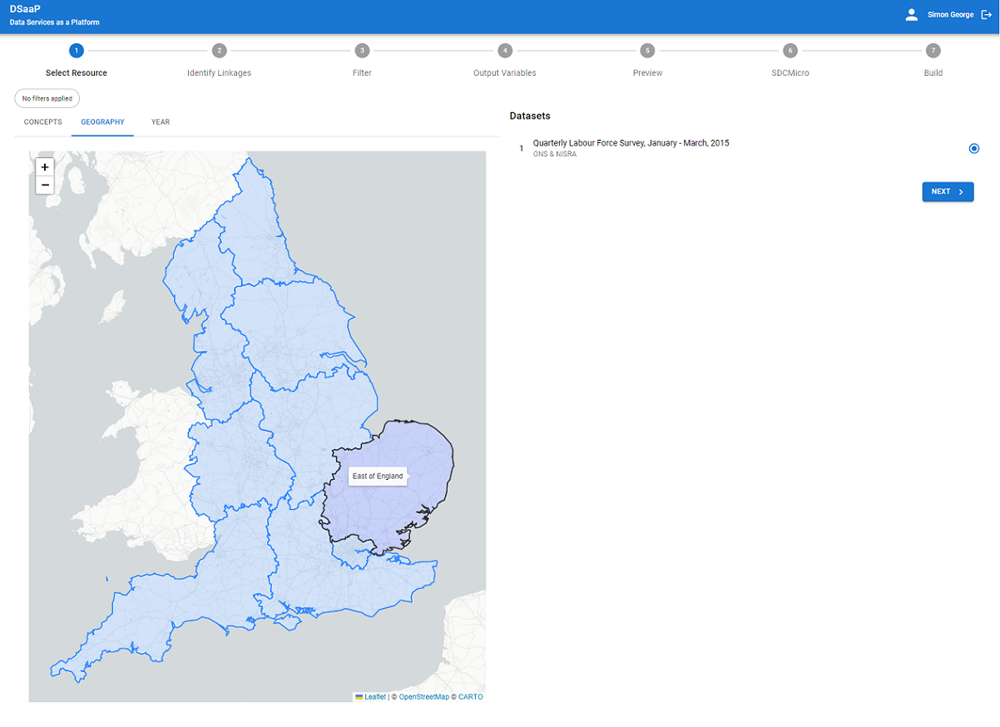 DSaaP
Data Services as a Platform
Simon George
1 2 3 4 5 6 7
Select Resource Identify Linkages Filter Output Variables Preview SDCMicro Build
No filters applied
CONCEPTS GEOGRAPHY YEAR
+
−
East of England
Leaflet | © OpenStreetMap © CARTO
Datasets
1 Quarterly Labour Force Survey, January - March, 2015
ONS & NISRA
NEXT